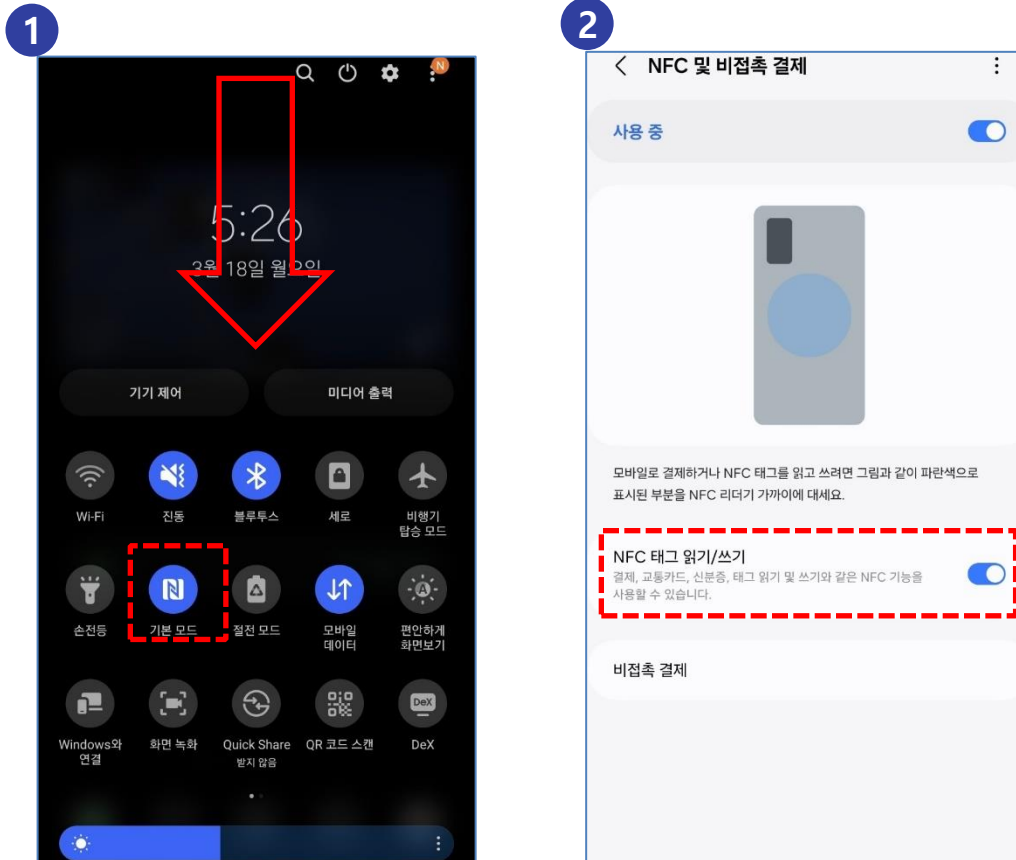 1
N
5:26
3월 18일 월요일
기기 제어
미디어 출력
Wi-Fi
진동
블루투스
세로
비행기
탑승 모드
손전등
기본 모드
절전 모드
모바일
데이터
편안하게
화면보기
Windows와
연결
화면 녹화
Quick Share
받지 않음
QR 코드 스캔
DeX
DeX
2
NFC 및 비접촉 결제
사용 중
모바일로 결제하거나 NFC 태그를 읽고 쓰려면 그림과 같이 파란색으로
표시된 부분을 NFC 리더기 가까이에 대세요.
NFC 태그 읽기/쓰기
결제, 교통카드, 신분증, 태그 읽기 및 쓰기와 같은 NFC 기능을
사용할 수 있습니다.
비접촉 결제